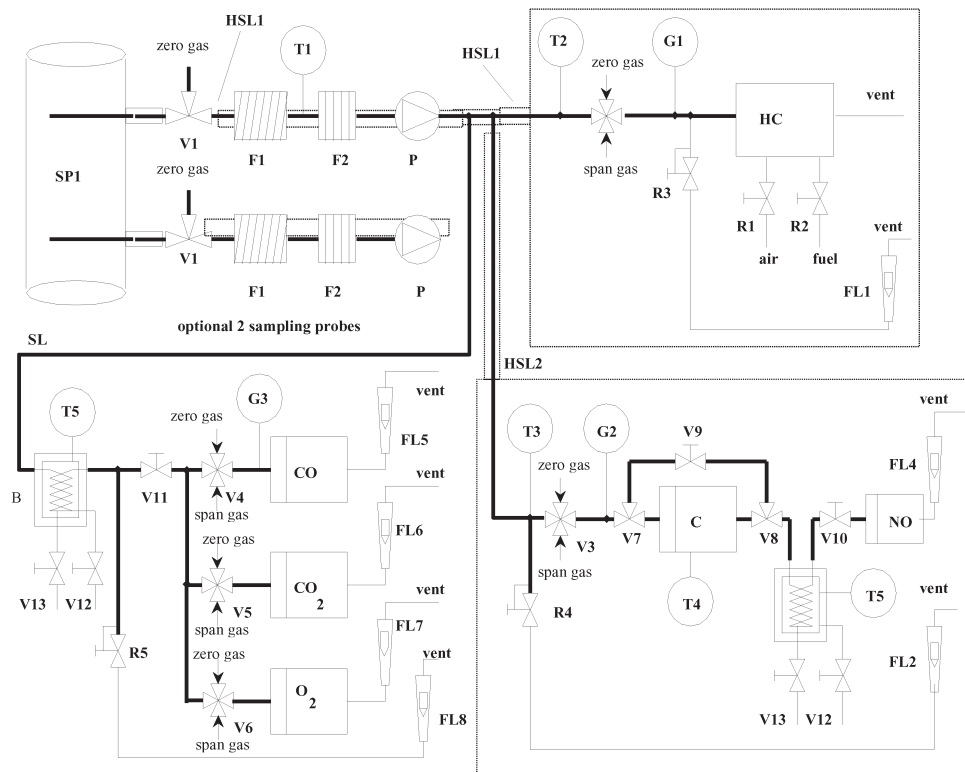 HSL1
T1
zero gas
V1
F1
F2
P
SP1
zero gas
V1
F1
F2
P
optional 2 sampling probes
HSL1
T2
G1
zero gas
span gas
HC
vent
R3
R1
R2
air
fuel
vent
FL1
SL
HSL2
T5
B
V13
V12
V11
R5
zero gas
G3
V4
span gas
CO
vent
FL5
zero gas
V5
span gas
CO2
vent
FL6
zero gas
V6
span gas
O2
vent
FL7
vent
FL8
T3
G2
zero gas
V3
span gas
V9
V7
C
V8
T4
R4
V10
NO
vent
FL4
T5
V13
V12
vent
FL2